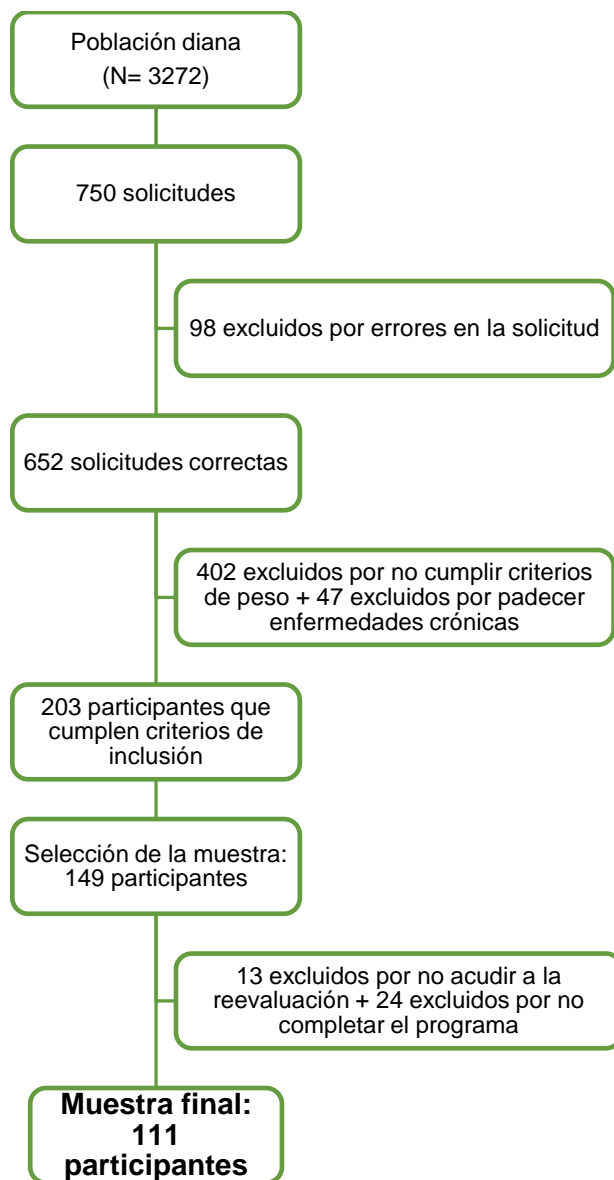 Población diana
(N= 3272)
750 solicitudes
98 excluidos por errores en la solicitud
652 solicitudes correctas
402 excluidos por no cumplir criterios
de peso + 47 excluidos por padecer
enfermedades crónicas
203 participantes que
cumplen criterios de
inclusión
Selección de la muestra:
149 participantes
13 excluidos por no acudir a la
reevaluación + 24 excluidos por no
completar el programa
Muestra final:
111
participantes